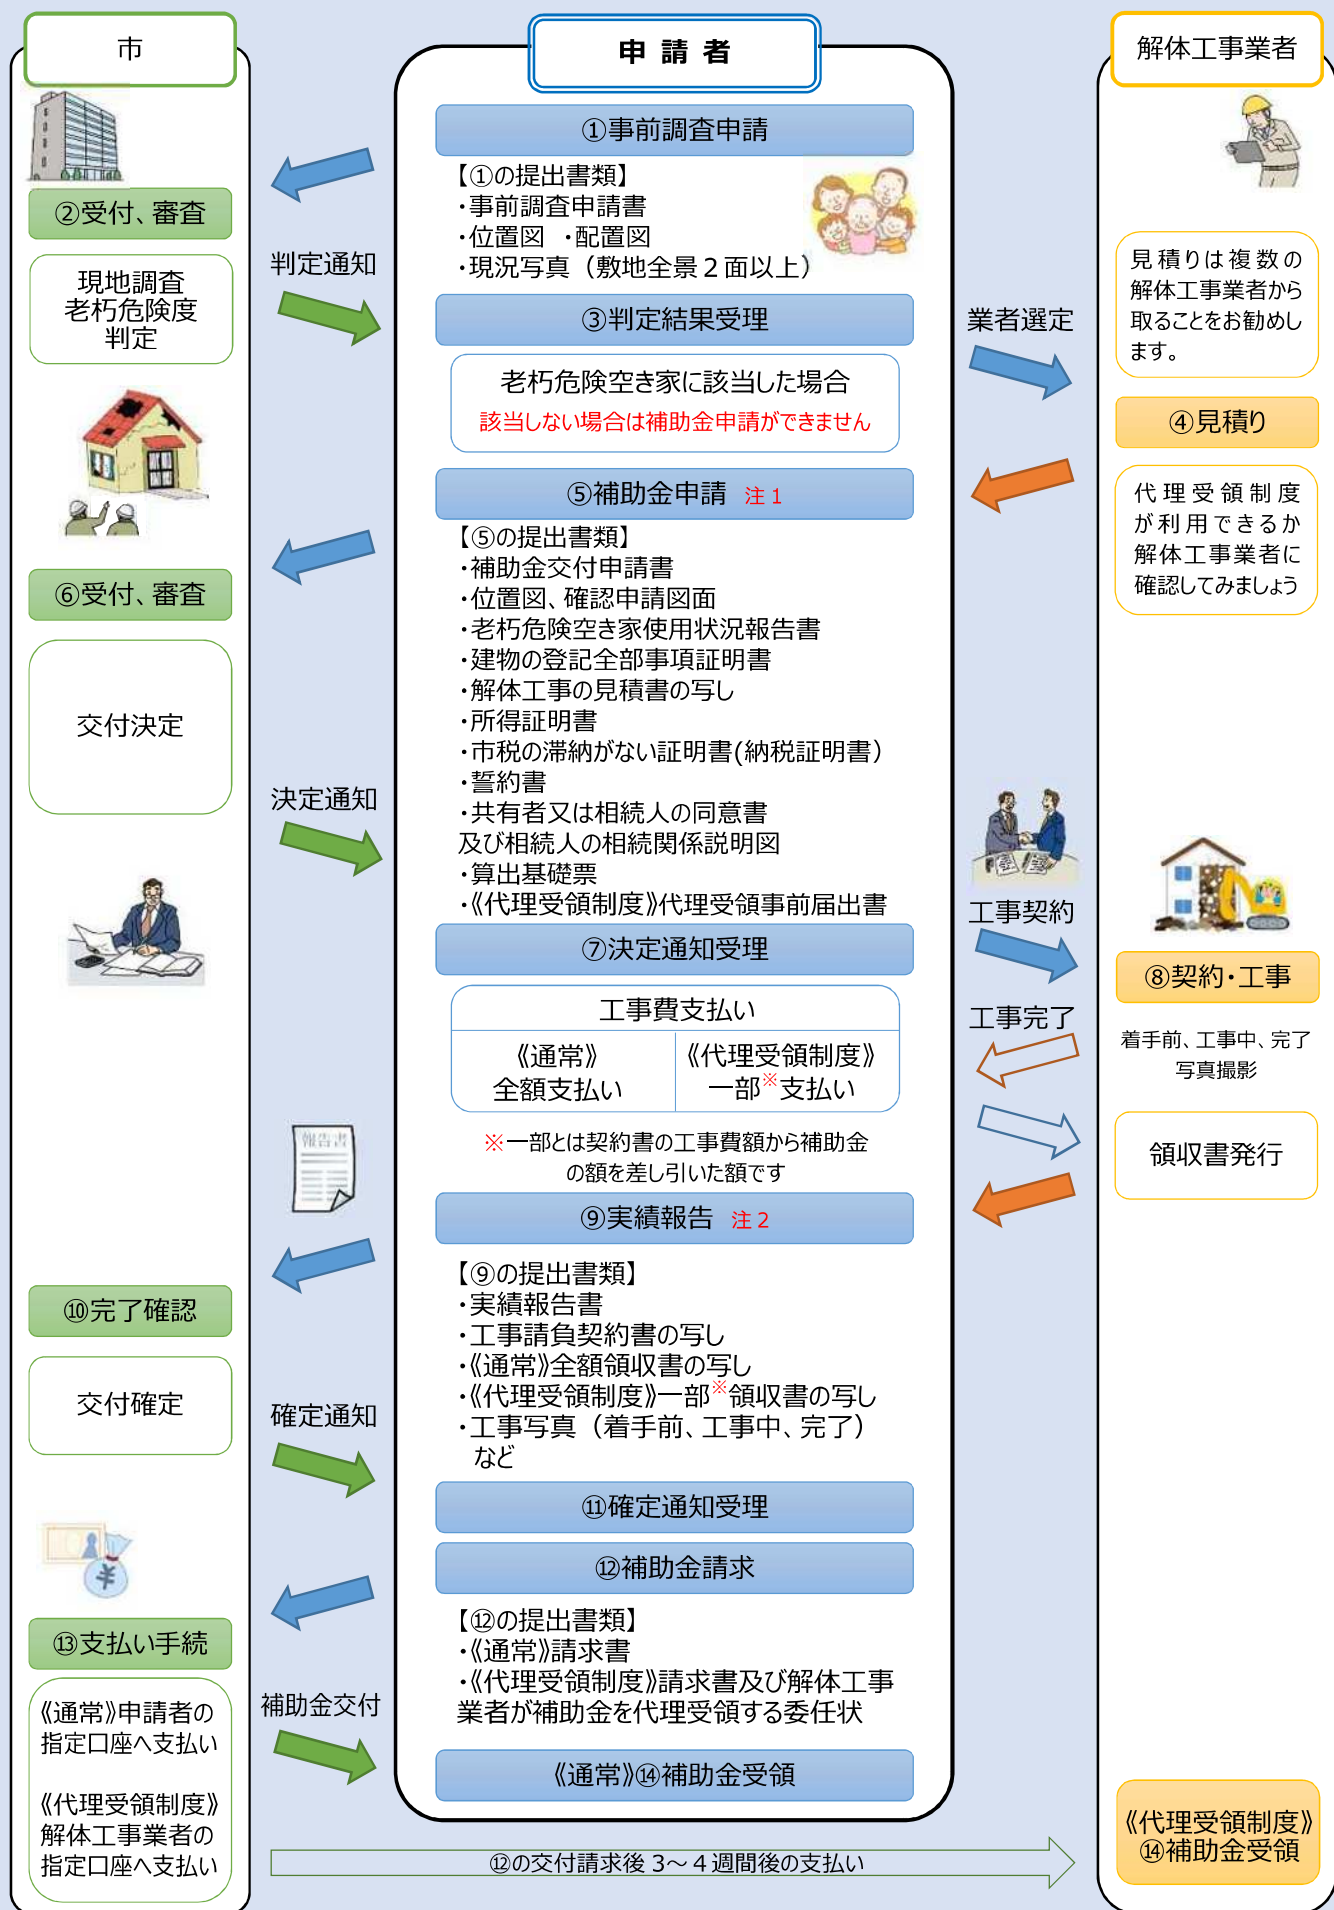 市
申請者
解体工事業者
①事前調査申請
【①の提出書類】
・事前調査申請書
・位置図 ・配置図
・現況写真（敷地全景２面以上）
②受付、審査
現地調査
老朽危険度
判定
判定通知
③判定結果受理
老朽危険空き家に該当した場合
該当しない場合は補助金申請ができません
業者選定
見積りは複数の
解体工事業者から
取ることをお勧めし
ます。
④見積り
代理受領制度
が利用できるか
解体工事業者に
確認してみましょう
⑤補助金申請 注１
【⑤の提出書類】
・補助金交付申請書
・位置図、確認申請図面
・老朽危険空き家使用状況報告書
・建物の登記全部事項証明書
・解体工事の見積書の写し
・所得証明書
・市税の滞納がない証明書(納税証明書）
・誓約書
・共有者又は相続人の同意書
及び相続人の相続関係説明図
・算出基礎票
・《代理受領制度》代理受領事前届出書
⑥受付、審査
交付決定
決定通知
⑦決定通知受理
工事契約
⑧契約・工事
着手前、工事中、完了
写真撮影
工事完了
工事費支払い
《通常》
全額支払い
《代理受領制度》
一部※支払い
※一部とは契約書の工事費額から補助金
の額を差し引いた額です
領収書発行
報告書
⑨実績報告 注２
【⑨の提出書類】
・実績報告書
・工事請負契約書の写し
・《通常》全額領収書の写し
・《代理受領制度》一部※領収書の写し
・工事写真（着手前、工事中、完了）
など
⑩完了確認
交付確定
確定通知
⑪確定通知受理
⑫補助金請求
【⑫の提出書類】
・《通常》請求書
・《代理受領制度》請求書及び解体工事
業者が補助金を代理受領する委任状
¥
⑬支払い手続
《通常》申請者の
指定口座へ支払い
《代理受領制度》
解体工事業者の
指定口座へ支払い
補助金交付
《通常》⑭補助金受領
⑫の交付請求後３～４週間後の支払い
《代理受領制度》
⑭補助金受領